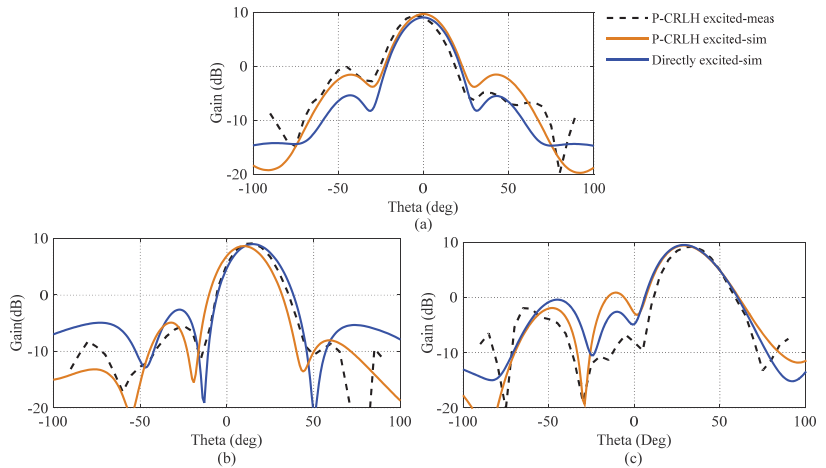 10
0
-10
-20
Gain (dB)
-100
-50
0
50
100
Theta (deg)
(a)
P-CRLH excited-meas
P-CRLH excited-sim
Directly excited-sim
10
0
-10
-20
Gain(dB)
-100
-50
0
50
100
Theta (deg)
(b)
10
0
-10
-20
Gain (dB)
-100
-50
0
50
100
Theta (Deg)
(c)